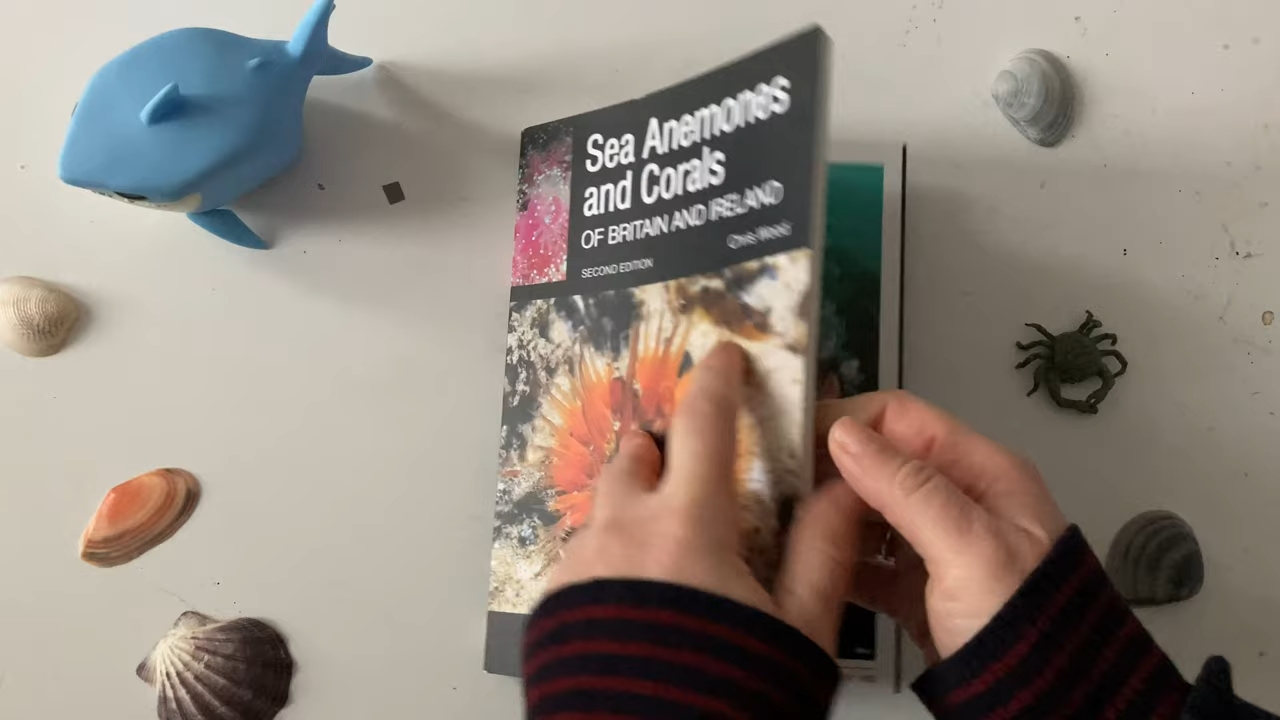 Sea Anemones
and Corals
OF BRITAIN AND IRELAND
Chris Wood
SECOND EDITION